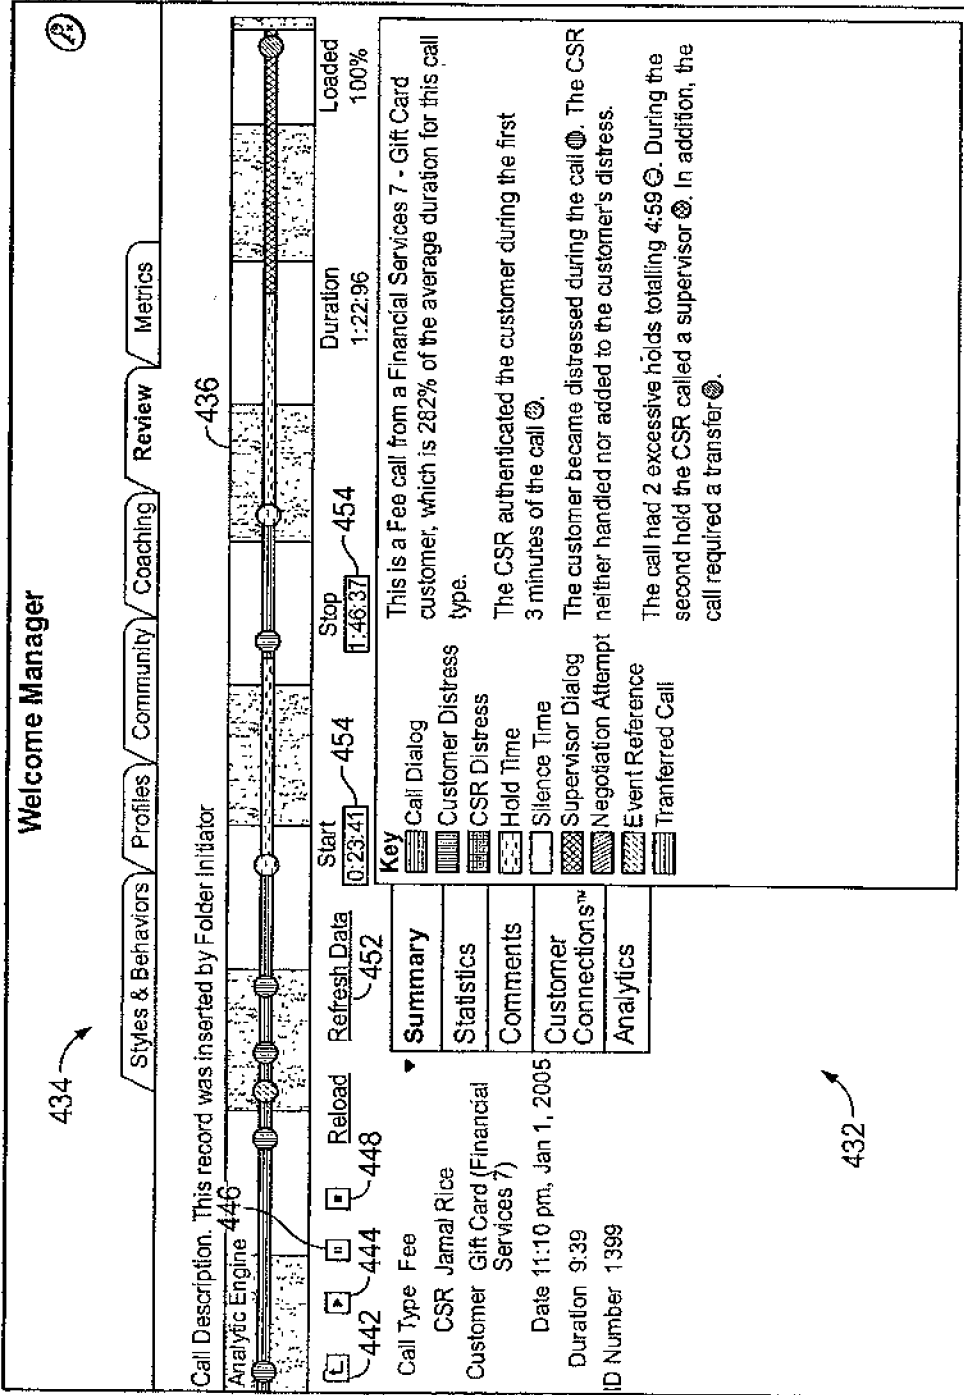 Welcome Manager
434
Styles & Behaviors
Profiles
Community
Coaching
Review
Metrics
Call Description. This record was inserted by Folder Initiator
Analytic Engine
446
436
442
444
448
Reload
Refresh Data
452
Start
0:23:41
454
Stop
1:46:37
454
Duration
1:22:96
Loaded
100%
Call Type Fee
CSR Jamal Rice
Customer Gift Card (Financial
Services 7)
Date 11:10 pm, Jan 1, 2005
Duration 9:39
ID Number 1399
Summary
Statistics
Comments
Customer
Connections™
Analytics
Key
Call Dialog
Customer Distress
CSR Distress
Hold Time
Silence Time
Supervisor Dialog
Negotiation Attempt
Event Reference
Tranferred Call
This is a Fee call from a Financial Services 7 - Gift Card
customer, which is 282% of the average duration for this call
type.
The CSR authenticated the customer during the first
3 minutes of the call.
The customer became distressed during the call. The CSR
neither handled nor added to the customer's distress.
The call had 2 excessive holds totalling 4:59. During the
second hold the CSR called a supervisor. In addition, the
call required a transfer.
432